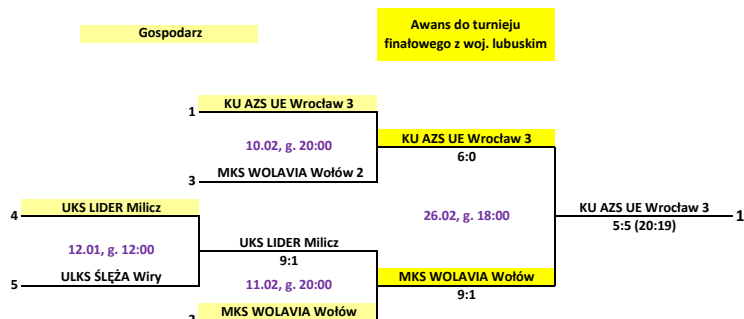 Gospodarz
Awans do turnieju
finałowego z woj. lubuskim
1
KU AZS UE Wrocław 3
10.02, g. 20:00
KU AZS UE Wrocław 3
6:0
3
MKS WOLAVIA Wołów 2
4
UKS LIDER Milicz
26.02, g. 18:00
KU AZS UE Wrocław 3
1
5:5 (20:19)
12.01, g. 12:00
UKS LIDER Milicz
9:1
5
ULKS ŚLĘŻA Wiry
11.02, g. 20:00
MKS WOLAVIA Wołów
9:1
2
MKS WOLAVIA Wołów